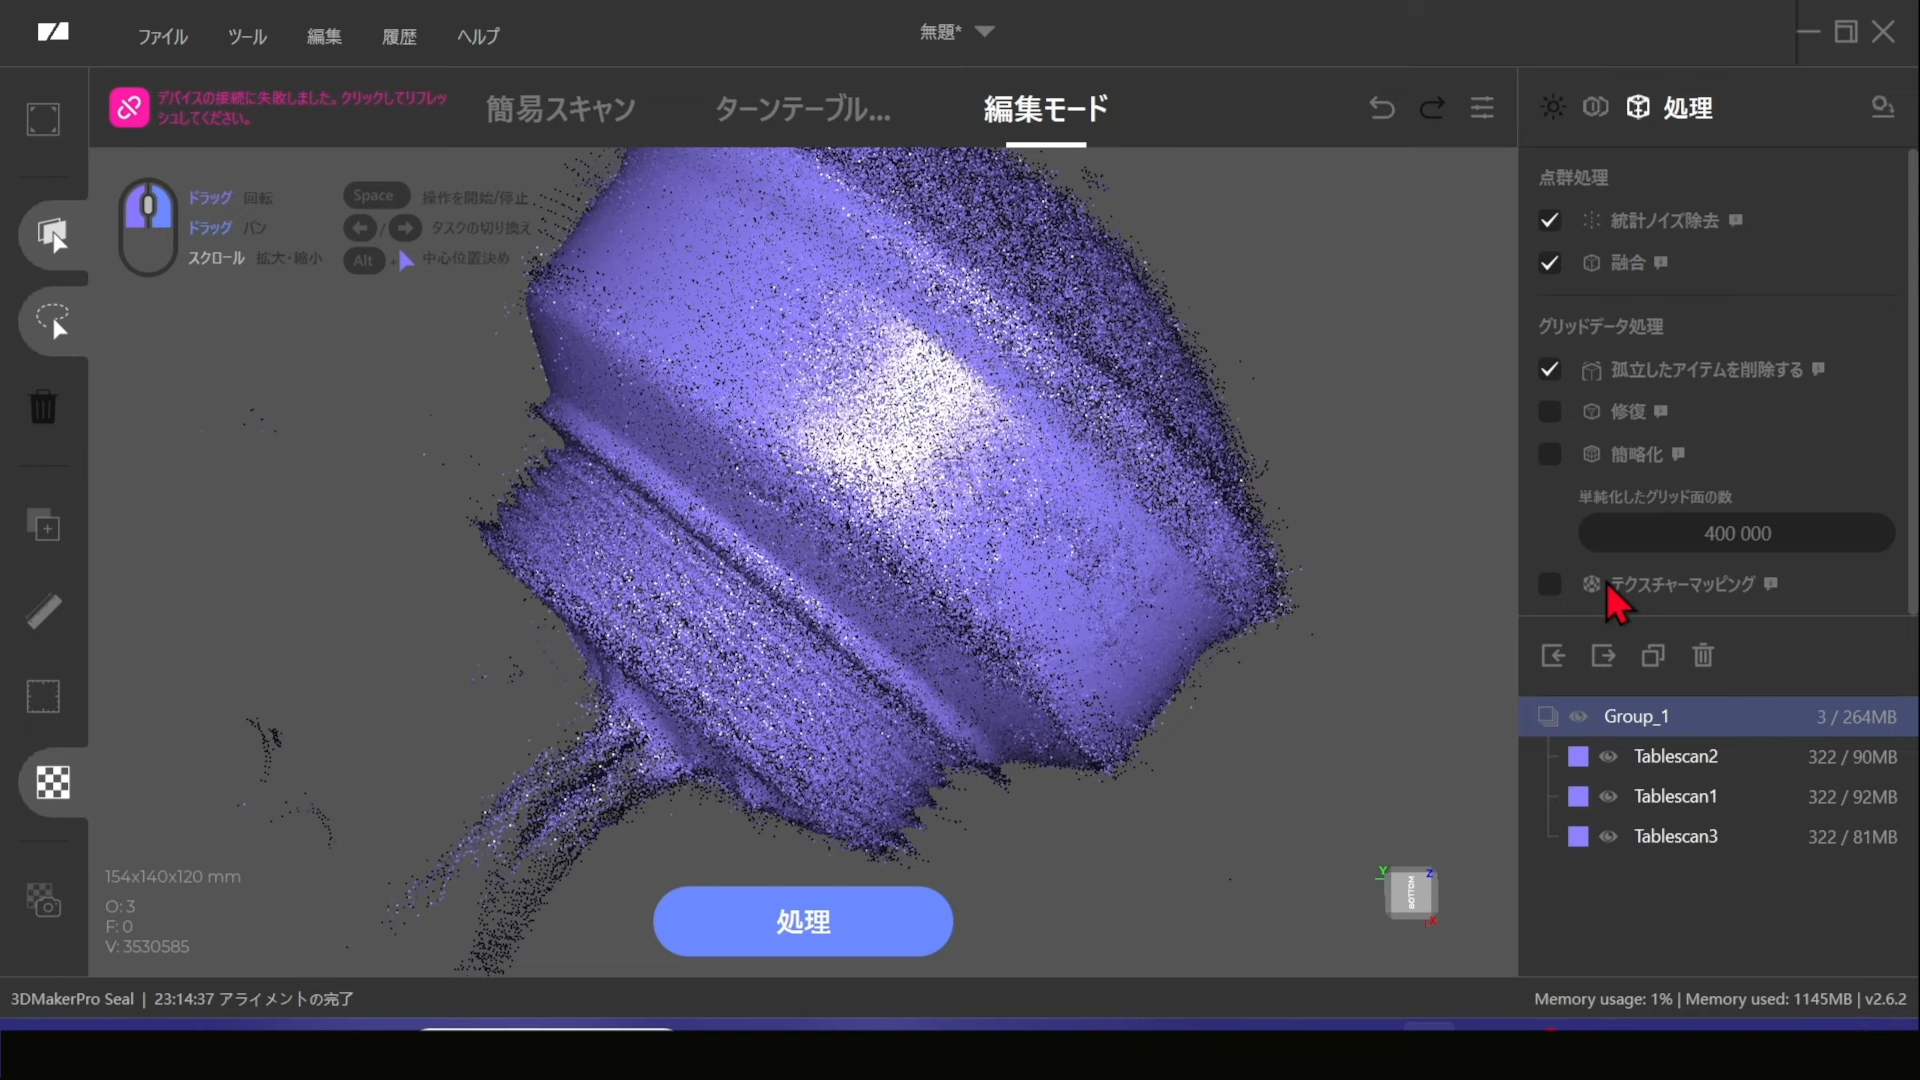 ファイル
ツール
編集
履歴
ヘルプ
無題*
デバイスの接続に失敗しました。クリックしてリフレッ
シュしてください。
簡易スキャン
ターンテーブル...
編集モード
処理
ドラッグ 回転
ドラッグ パン
スクロール 拡大・縮小
Space 操作を開始/停止
/ タスクの切り換え
Alt + 中心位置決め
点群処理
統計ノイズ除去
融合
グリッドデータ処理
孤立したアイテムを削除する
修復
簡略化
単純化したグリッド面の数
400 000
テクスチャーマッピング
Group_1 3 / 264MB
Tablescan2 322 / 90MB
Tablescan1 322 / 92MB
Tablescan3 322 / 81MB
154x140x120 mm
O: 3
F: 0
V: 3530585
処理
Y
Z
X
BOTTOM
3DMakerPro Seal | 23:14:37 アライメントの完了
Memory usage: 1% | Memory used: 1145MB | v2.6.2